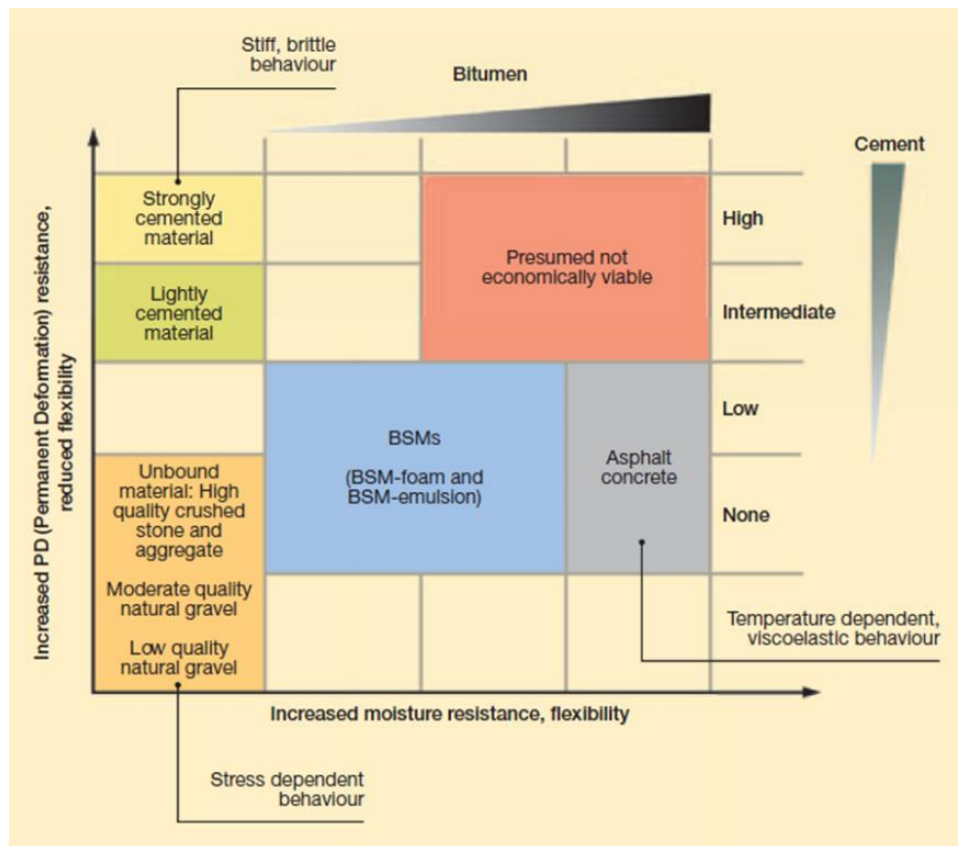 Stiff, brittle
behaviour
Bitumen
Cement
Increased PD (Permanent Deformation) resistance,
reduced flexibility
Strongly
cemented
material
Lightly
cemented
material
Presumed not
economically viable
High
Intermediate
Low
None
BSMs
(BSM-foam and
BSM-emulsion)
Asphalt
concrete
Unbound
material: High
quality crushed
stone and
aggregate
Moderate quality
natural gravel
Low quality
natural gravel
Temperature dependent,
viscoelastic behaviour
Increased moisture resistance, flexibility
Stress dependent
behaviour